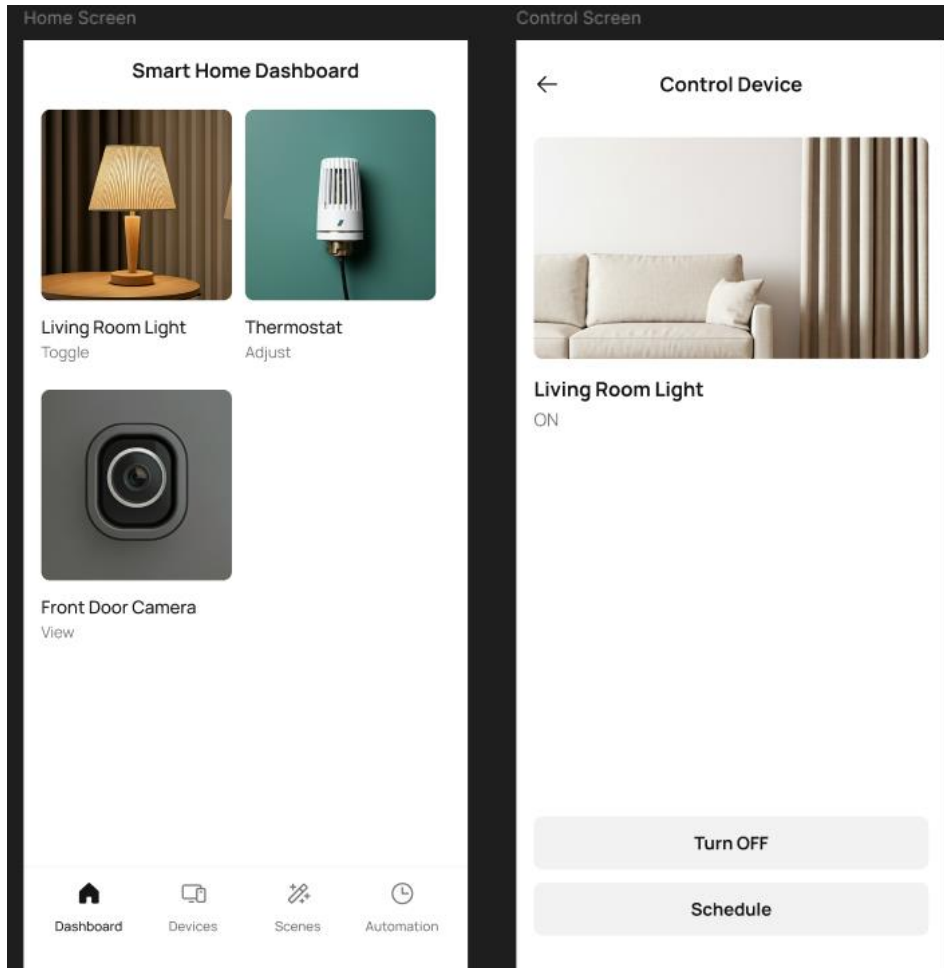 Home Screen
Smart Home Dashboard
Living Room Light
Toggle
Thermostat
Adjust
Front Door Camera
View
Dashboard
Devices
Scenes
Automation
Control Screen
Control Device
Living Room Light
ON
Turn OFF
Schedule